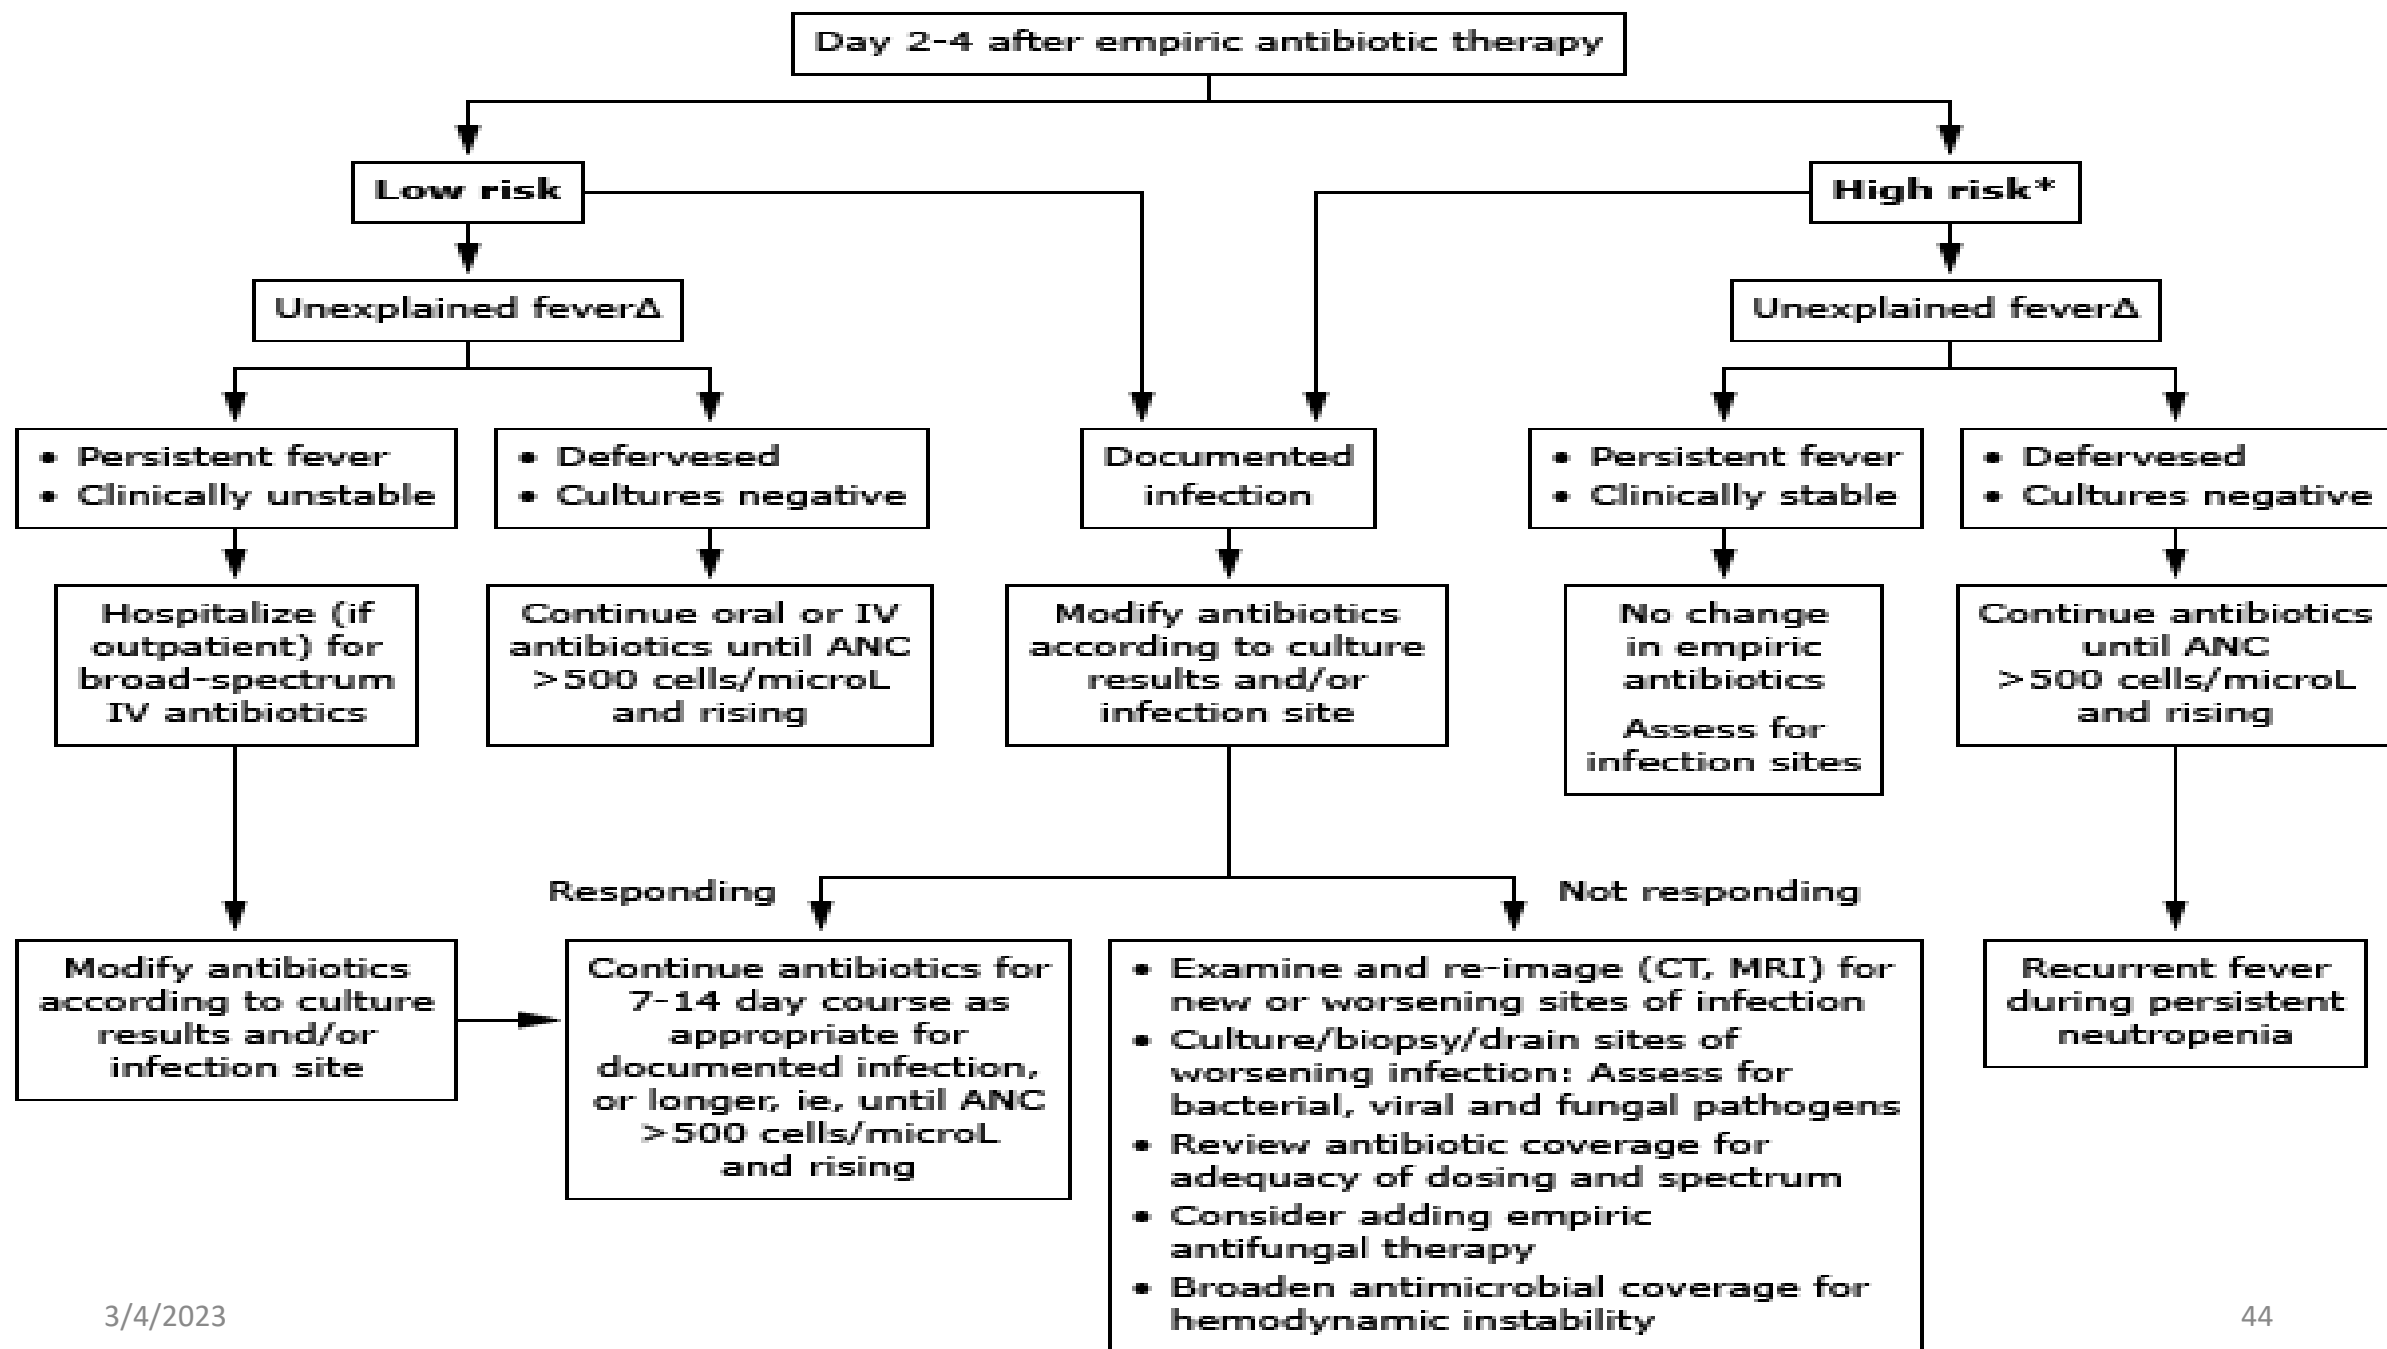 Day 2-4 after empiric antibiotic therapy
Low risk
High risk*
Unexplained feverΔ
Unexplained feverΔ
• Persistent fever
• Clinically unstable
• Defervesed
• Cultures negative
Documented
infection
• Persistent fever
• Clinically stable
• Defervesed
• Cultures negative
Hospitalize (if
outpatient) for
broad-spectrum
IV antibiotics
Continue oral or IV
antibiotics until ANC
>500 cells/microL
and rising
Modify antibiotics
according to culture
results and/or
infection site
No change
in empiric
antibiotics
Assess for
infection sites
Continue antibiotics
until ANC
>500 cells/microL
and rising
Responding
Not responding
Modify antibiotics
according to culture
results and/or
infection site
Continue antibiotics for
7-14 day course as
appropriate for
documented infection,
or longer, ie, until ANC
>500 cells/microL
and rising
• Examine and re-image (CT, MRI) for
new or worsening sites of infection
• Culture/biopsy/drain sites of
worsening infection: Assess for
bacterial, viral and fungal pathogens
• Review antibiotic coverage for
adequacy of dosing and spectrum
• Consider adding empiric
antifungal therapy
• Broaden antimicrobial coverage for
hemodynamic instability
Recurrent fever
during persistent
neutropenia
3/4/2023
44